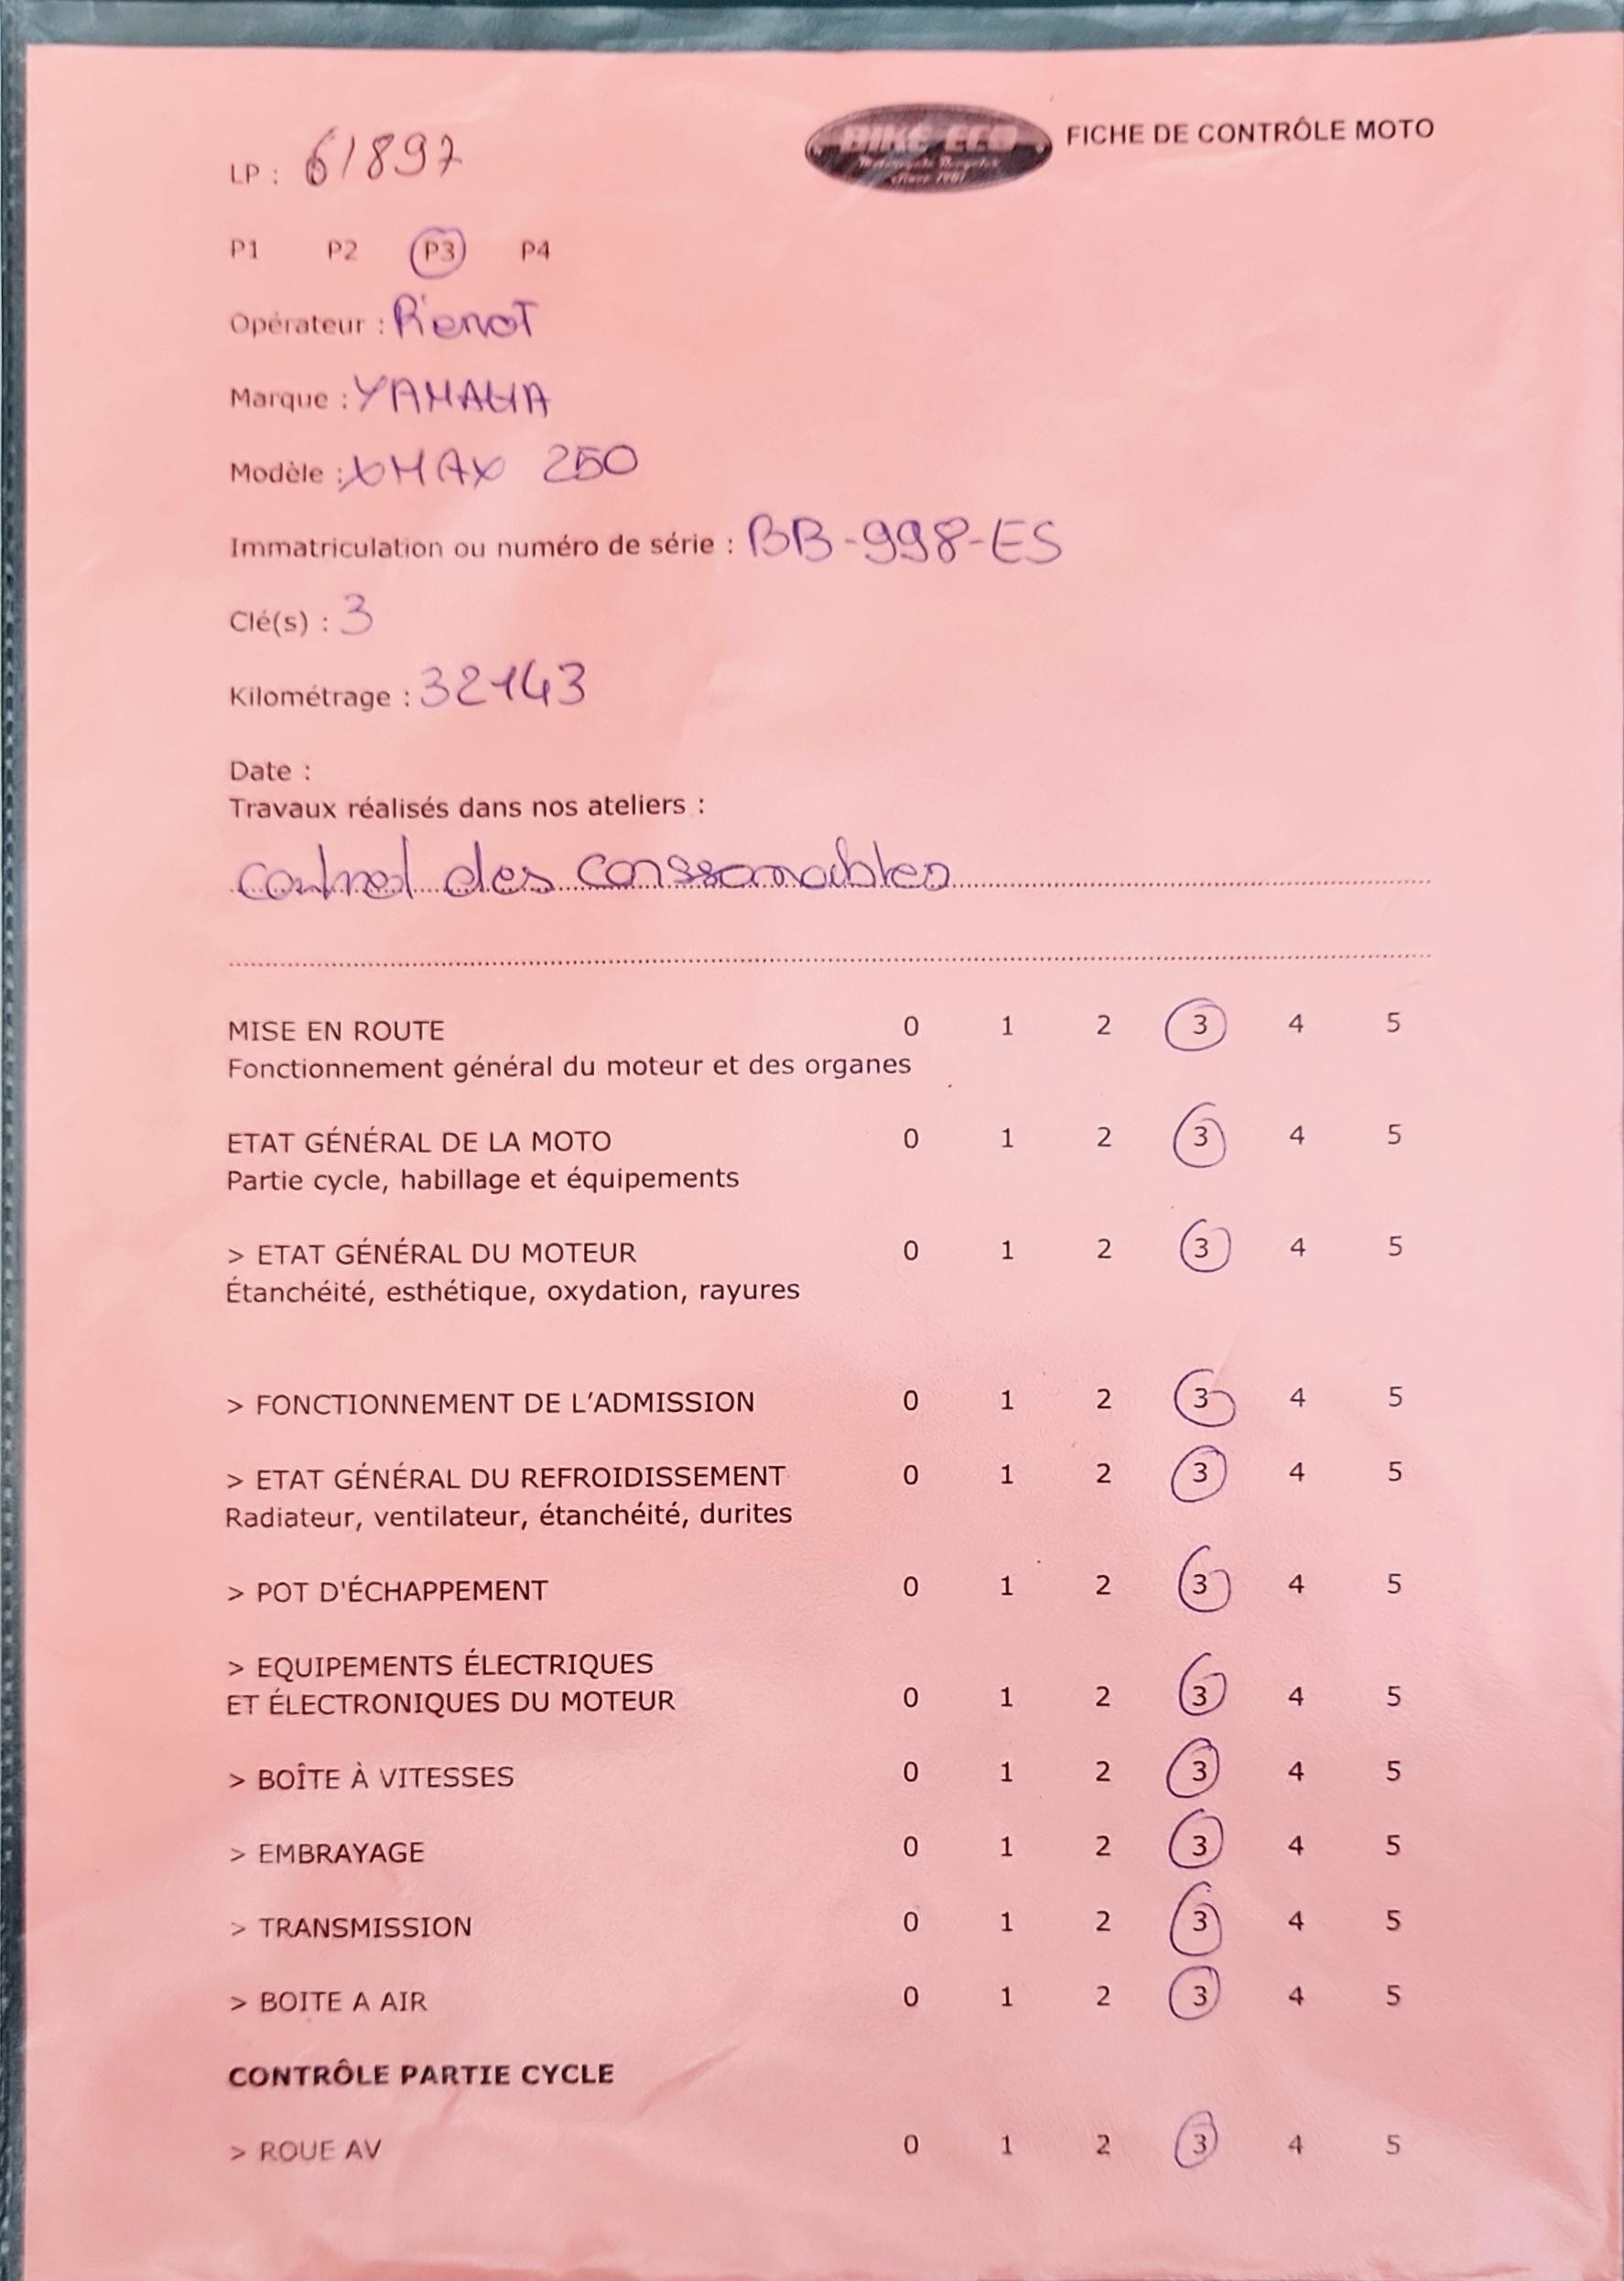 BIKE ECO
Motorcycle Recycler
Since 1981
FICHE DE CONTRÔLE MOTO
LP : 61897
P1 P2 P3 P4
Opérateur :
Marque : YAMAHA
Modèle : XMAX 250
Immatriculation ou numéro de série : BB-998-ES
Clé(s) : 3
Kilométrage : 32143
Date :
Travaux réalisés dans nos ateliers :
des
MISE EN ROUTE 0 1 2 3 4 5
Fonctionnement général du moteur et des organes
ETAT GÉNÉRAL DE LA MOTO 0 1 2 3 4 5
Partie cycle, habillage et équipements
> ETAT GÉNÉRAL DU MOTEUR 0 1 2 3 4 5
Étanchéité, esthétique, oxydation, rayures
> FONCTIONNEMENT DE L'ADMISSION 0 1 2 3 4 5
> ETAT GÉNÉRAL DU REFROIDISSEMENT 0 1 2 3 4 5
Radiateur, ventilateur, étanchéité, durites
> POT D'ÉCHAPPEMENT 0 1 2 3 4 5
> EQUIPEMENTS ÉLECTRIQUES
ET ÉLECTRONIQUES DU MOTEUR 0 1 2 3 4 5
> BOÎTE À VITESSES 0 1 2 3 4 5
> EMBRAYAGE 0 1 2 3 4 5
> TRANSMISSION 0 1 2 3 4 5
> BOITE A AIR 0 1 2 3 4 5
CONTRÔLE PARTIE CYCLE
> ROUE AV 0 1 2 3 4 5